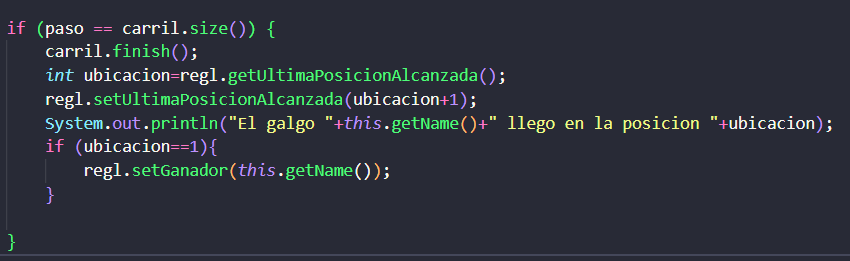 if (paso == carril.size()) {
carril.finish();
int ubicacion=regl.getUltimaPosicionAlcanzada();
regl.setUltimaPosicionAlcanzada(ubicacion+1);
System.out.println("El galgo "+this.getName()+" llego en la posicion "+ubicacion);
if (ubicacion==1){
regl.setGanador(this.getName());
}
}